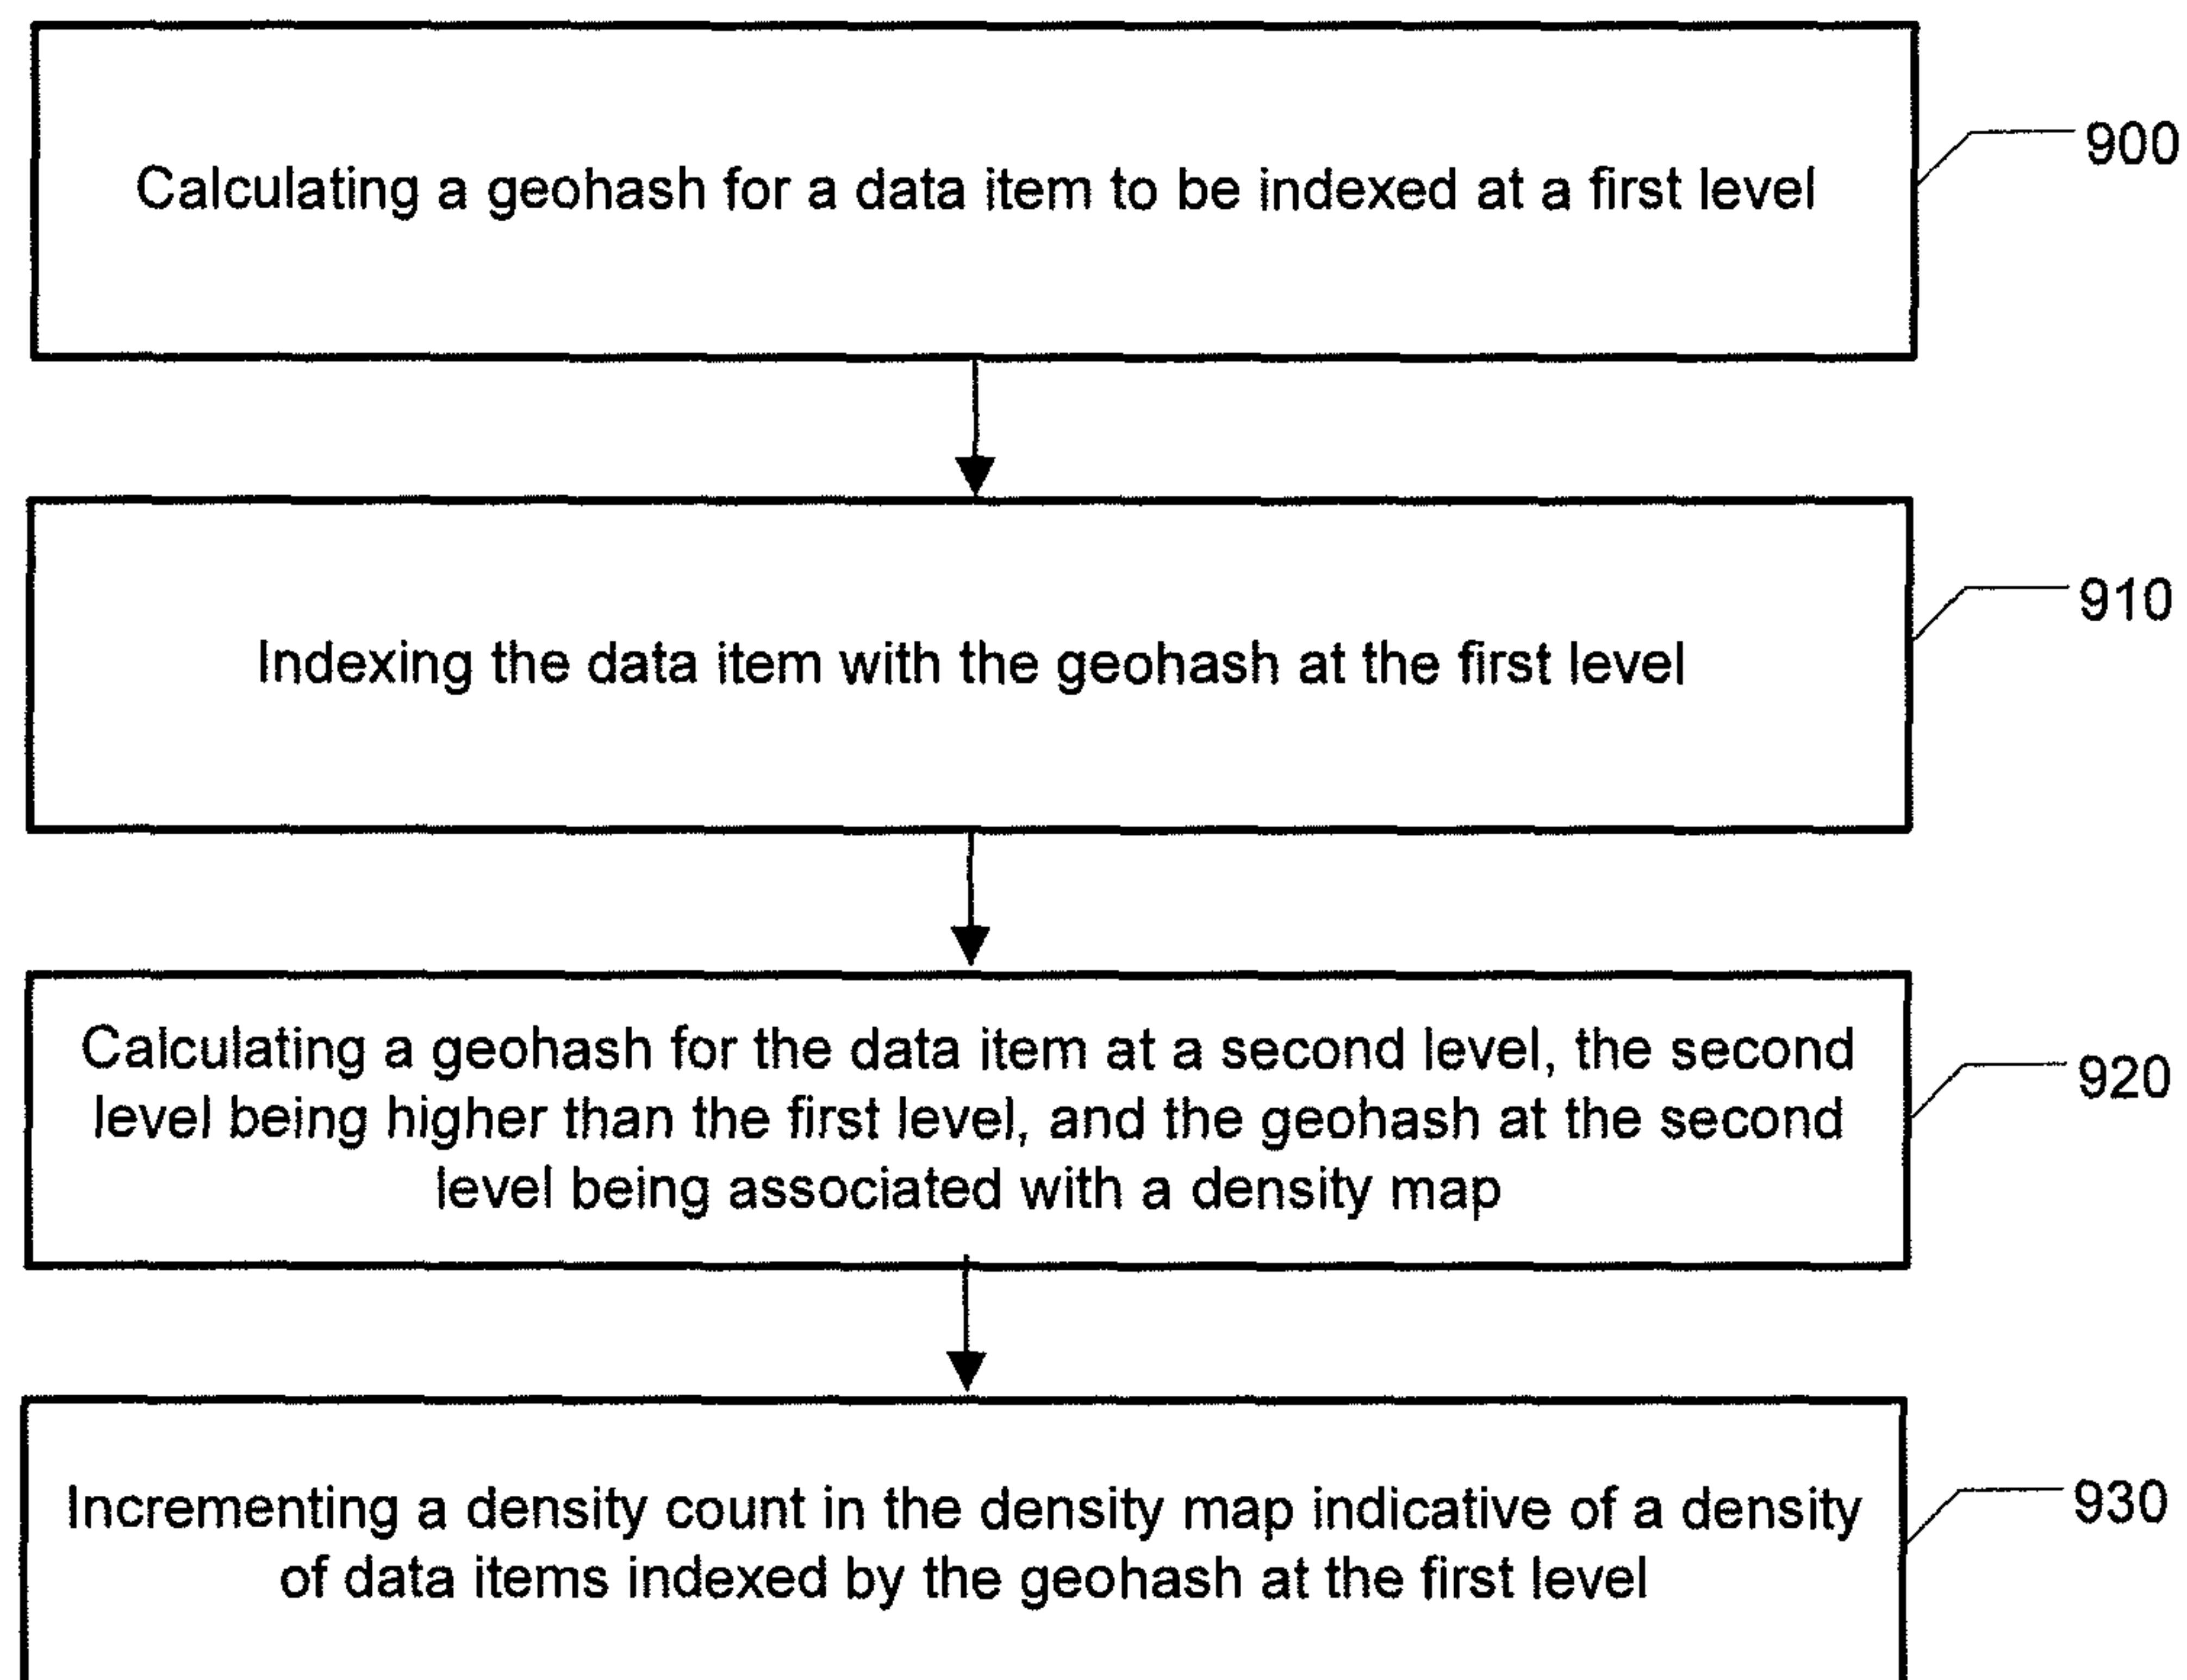 Calculating a geohash for a data item to be indexed at a first level
900
Indexing the data item with the geohash at the first level
910
Calculating a geohash for the data item at a second level, the second
level being higher than the first level, and the geohash at the second
level being associated with a density map
920
Incrementing a density count in the density map indicative of a density
of data items indexed by the geohash at the first level
930